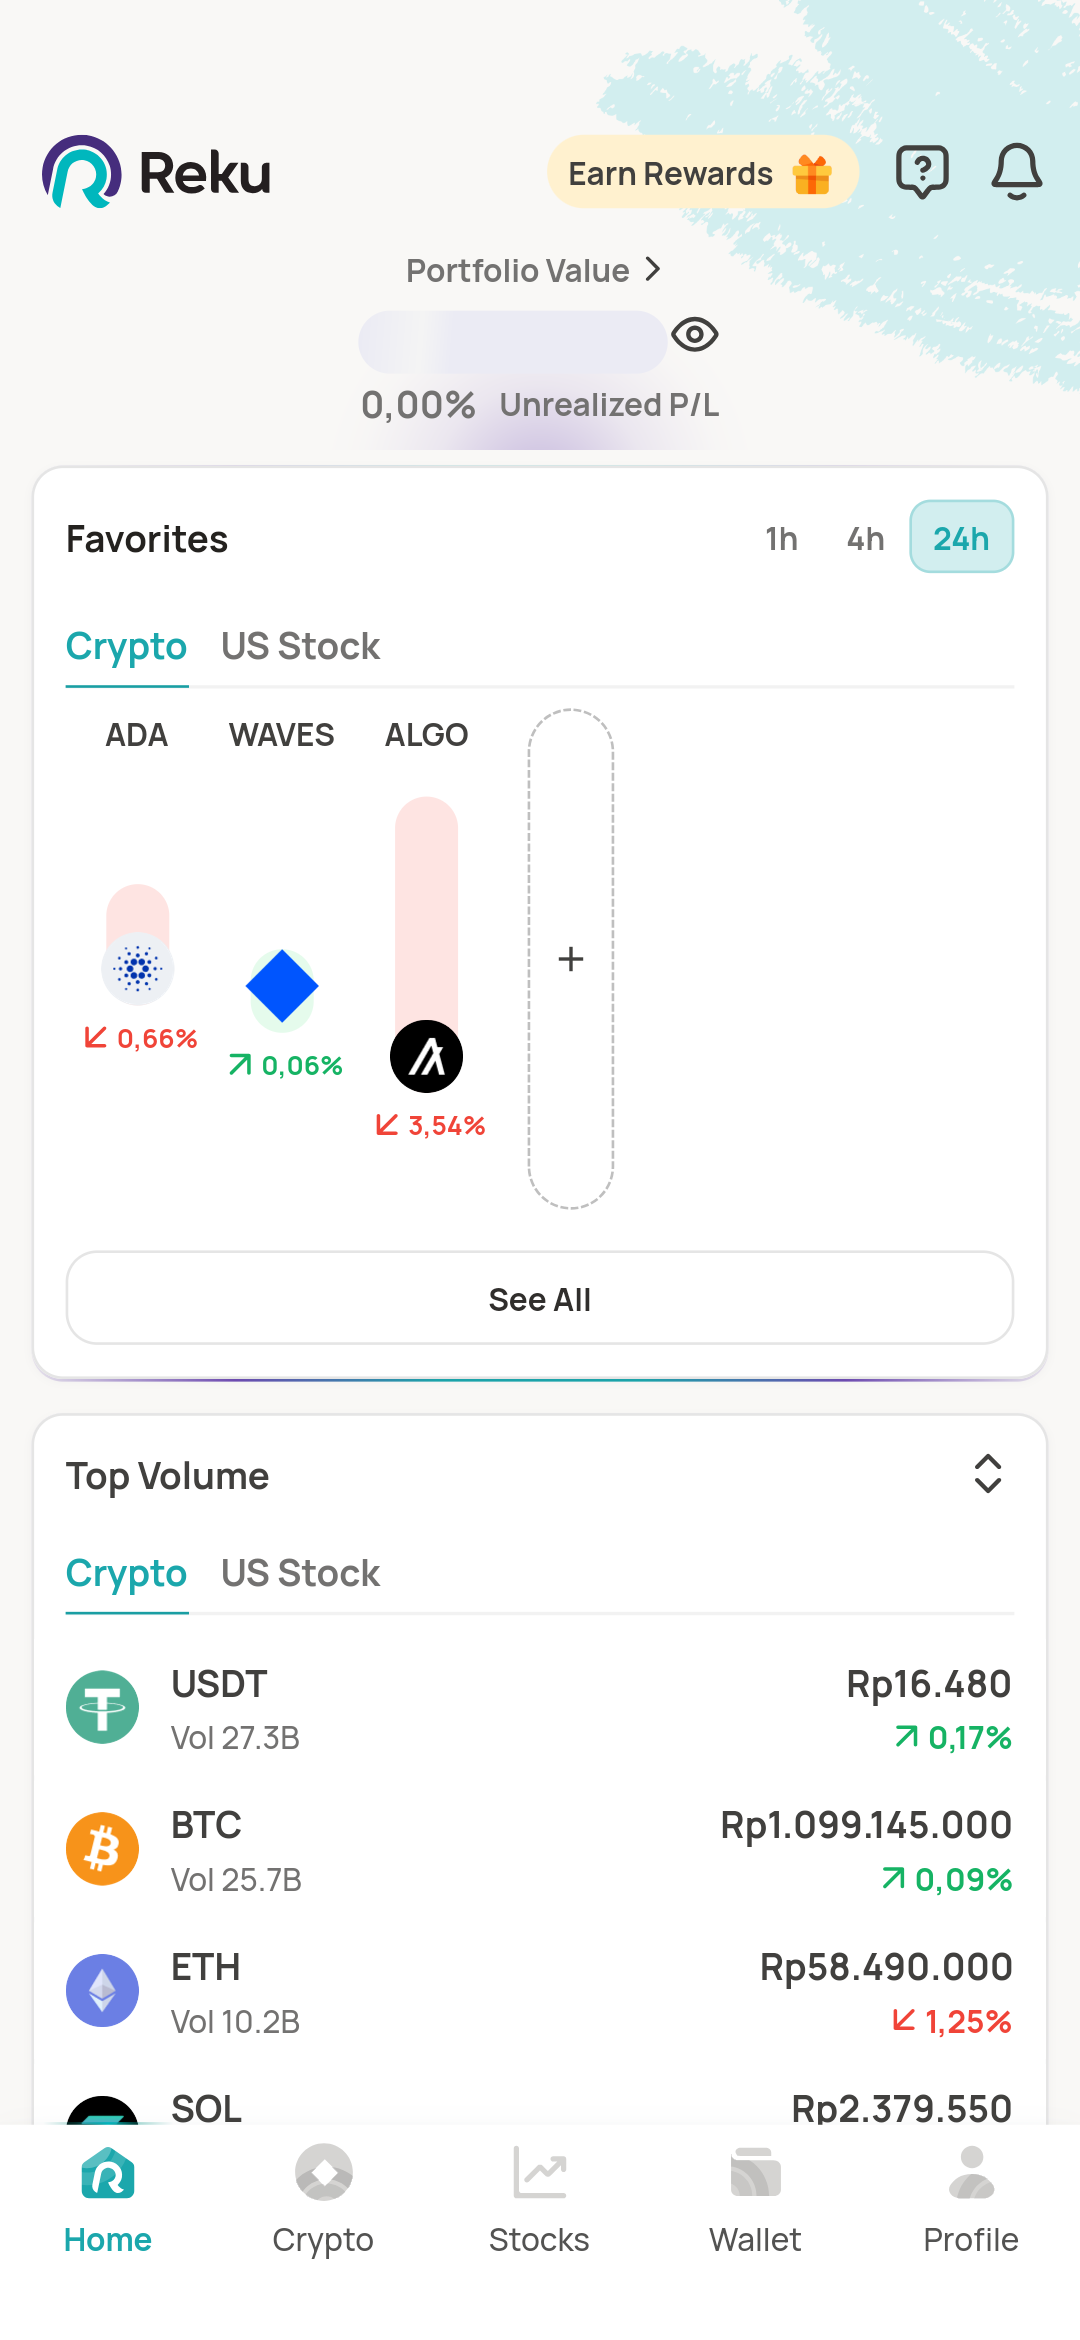 Reku
Earn Rewards
Portfolio Value
0,00% Unrealized P/L
Favorites
1h 4h 24h
Crypto US Stock
ADA WAVES ALGO
0,66%
0,06%
3,54%
+
See All
Top Volume
Crypto US Stock
USDT Rp16.480
Vol 27.3B 0,17%
BTC Rp1.099.145.000
Vol 25.7B 0,09%
ETH Rp58.490.000
Vol 10.2B 1,25%
SOL Rp2.379.550
Home Crypto Stocks Wallet Profile